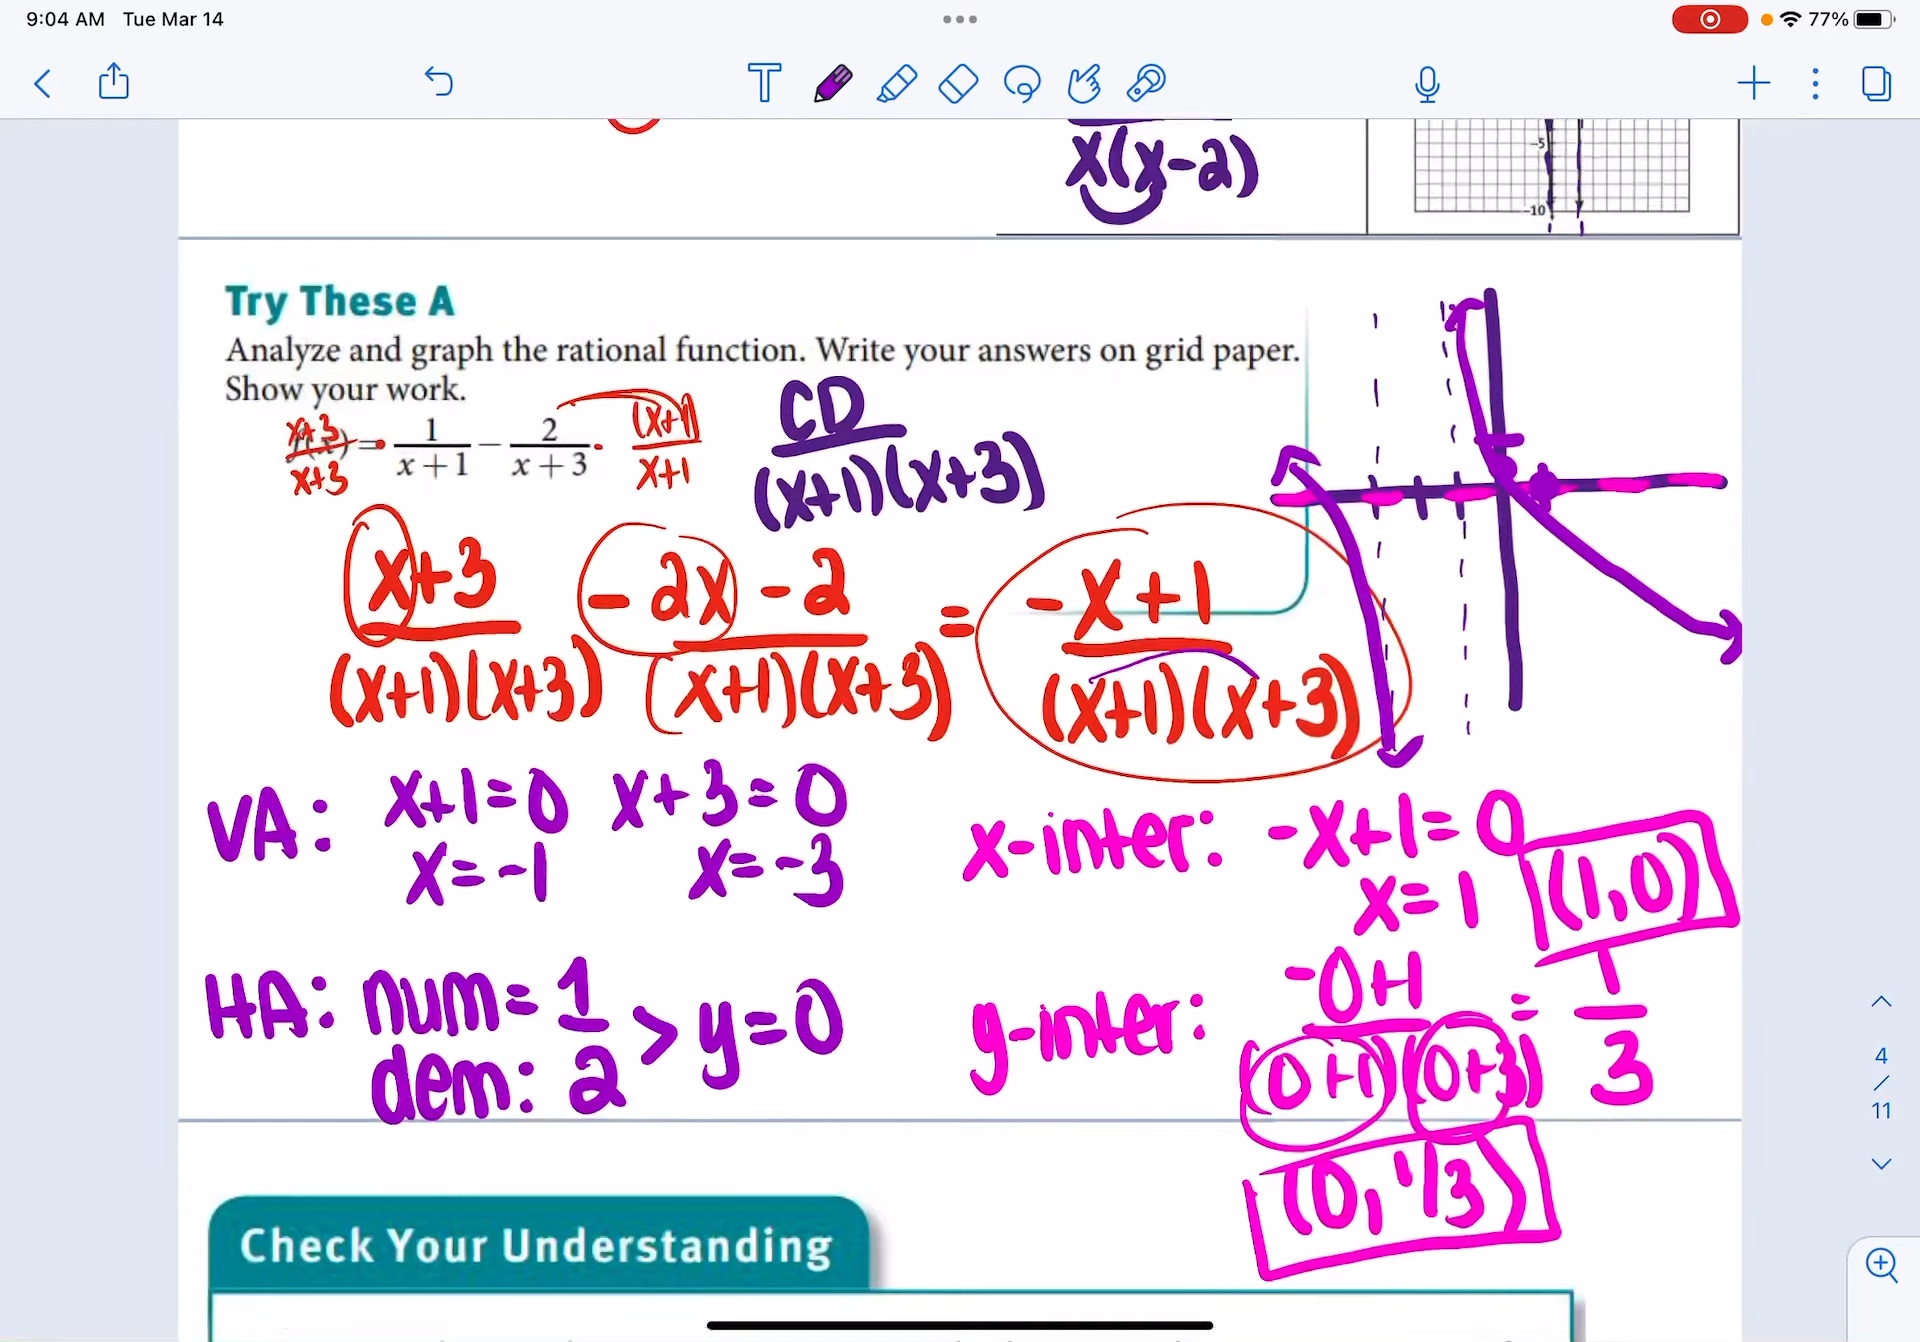 9:04 AM Tue Mar 14
77%
x(x-2)
-5
-10
Try These A
Analyze and graph the rational function. Write your answers on grid paper.
Show your work.
x+3 / x+3 · 1/(x+1) − 2/(x+3) · (x+1)/x+1
CD
(x+1)(x+3)
x+3 -2x-2 = -x+1
(x+1)(x+3) (x+1)(x+3) (x+1)(x+3)
VA: x+1=0 x+3=0
x=-1 x=-3
x-inter: -x+1=0
x=1 (1,0)
HA: num=1
dem: 2 > y=0
y-inter: -0+1 / (0+1)(0+3) = 1/3
(0, 1/3)
4
/
11
Check Your Understanding